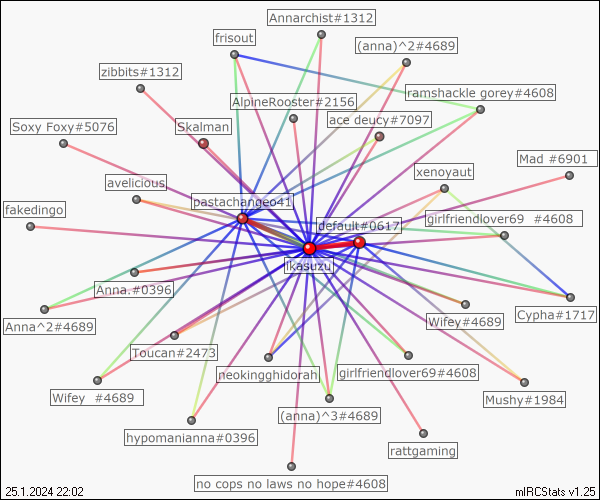 Annarchist#1312
frisout
(anna)^2#4689
zibbits#1312
ramshackle gorey#4608
AlpineRooster#2156
ace deucy#7097
Soxy Foxy#5076
Skalman
Mad #6901
xenoyaut
avelicious
pastachangeo41
fakedingo
girlfriendlover69 #4608
default#0617
ikasuzu
Anna.#0396
Anna^2#4689
Wifey#4689
Cypha#1717
Toucan#2473
neokingghidorah
girlfriendlover69#4608
Wifey #4689
Mushy#1984
(anna)^3#4689
hypomanianna#0396
rattgaming
no cops no laws no hope#4608
25.1.2024 22:02
mIRCStats v1.25